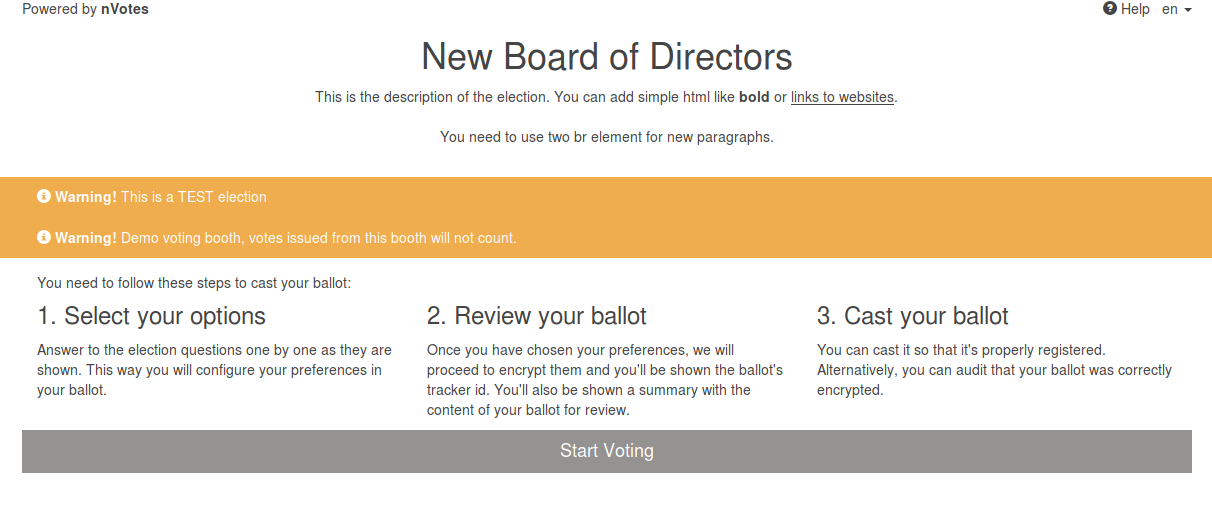 Powered by nVotes
Help en
New Board of Directors
This is the description of the election. You can add simple html like bold or links to websites.
You need to use two br element for new paragraphs.
Warning! This is a TEST election
Warning! Demo voting booth, votes issued from this booth will not count.
You need to follow these steps to cast your ballot:
1. Select your options
Answer to the election questions one by one as they are
shown. This way you will configure your preferences in
your ballot.
2. Review your ballot
Once you have chosen your preferences, we will
proceed to encrypt them and you'll be shown the ballot's
tracker id. You'll also be shown a summary with the
content of your ballot for review.
3. Cast your ballot
You can cast it so that it's properly registered.
Alternatively, you can audit that your ballot was correctly
encrypted.
Start Voting